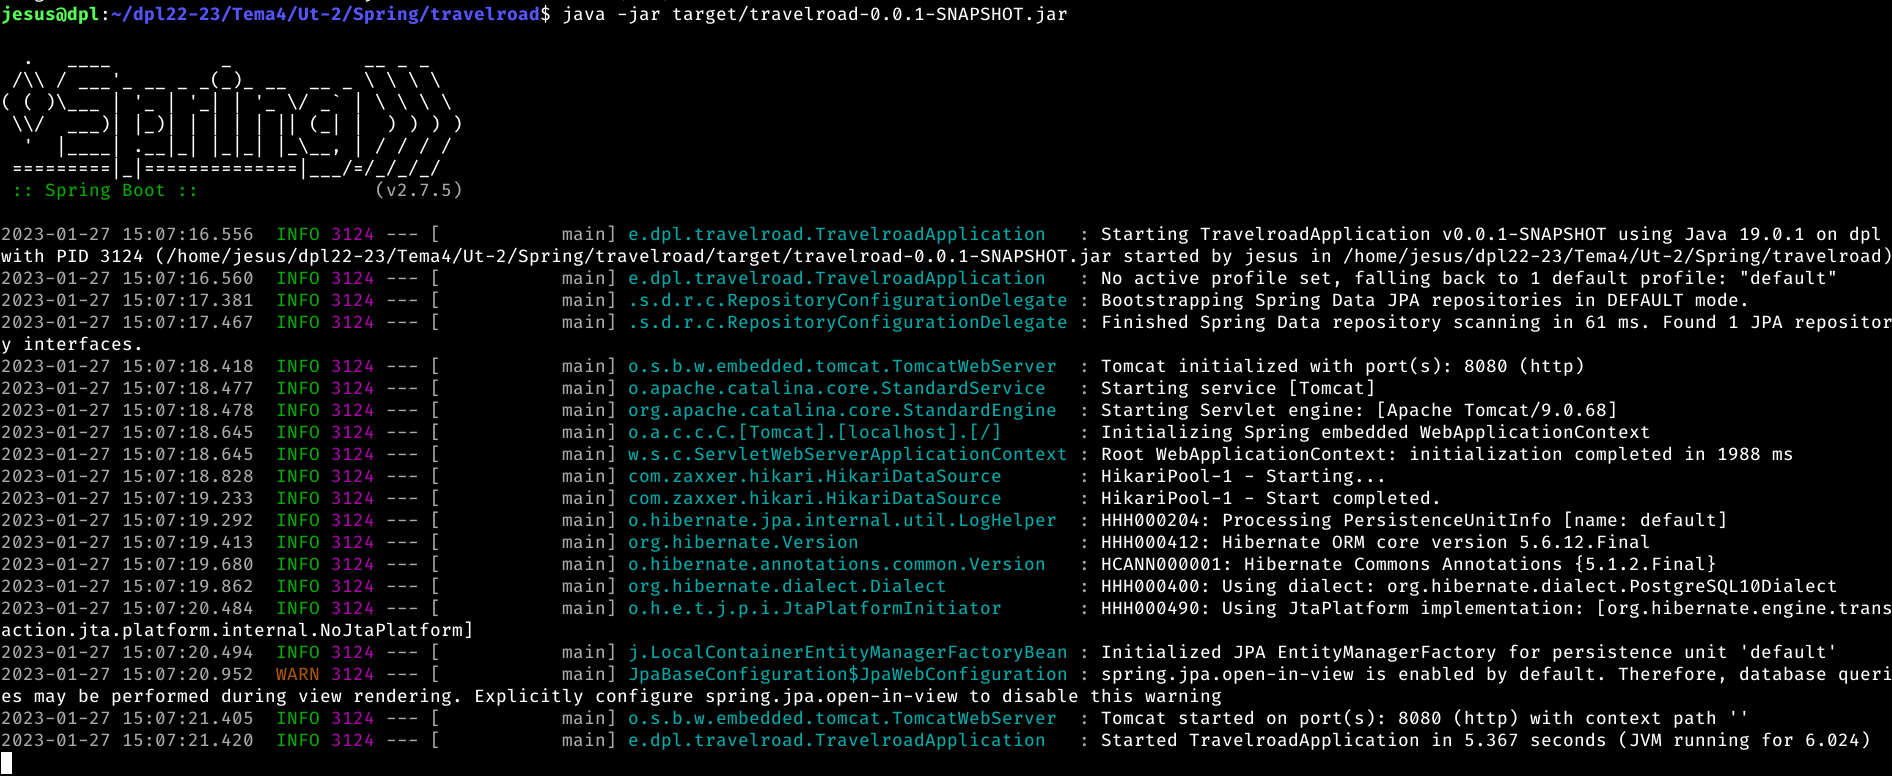 jesus@dpl:~/dpl22-23/Tema4/Ut-2/Spring/travelroad$ java -jar target/travelroad-0.0.1-SNAPSHOT.jar

  .   ____          _            __ _ _
 /\\ / ___'_ __ _ _(_)_ __  __ _ \ \ \ \
( ( )\___ | '_ | '_| | '_ \/ _` | \ \ \ \
 \\/  ___)| |_)| | | | | || (_| |  ) ) ) )
  '  |____| .__|_| |_|_| |_\__, | / / / /
 =========|_|==============|___/=/_/_/_/
 :: Spring Boot ::                (v2.7.5)

2023-01-27 15:07:16.556  INFO 3124 --- [           main] e.dpl.travelroad.TravelroadApplication   : Starting TravelroadApplication v0.0.1-SNAPSHOT using Java 19.0.1 on dpl
with PID 3124 (/home/jesus/dpl22-23/Tema4/Ut-2/Spring/travelroad/target/travelroad-0.0.1-SNAPSHOT.jar started by jesus in /home/jesus/dpl22-23/Tema4/Ut-2/Spring/travelroad)
2023-01-27 15:07:16.560  INFO 3124 --- [           main] e.dpl.travelroad.TravelroadApplication   : No active profile set, falling back to 1 default profile: "default"
2023-01-27 15:07:17.381  INFO 3124 --- [           main] .s.d.r.c.RepositoryConfigurationDelegate : Bootstrapping Spring Data JPA repositories in DEFAULT mode.
2023-01-27 15:07:17.467  INFO 3124 --- [           main] .s.d.r.c.RepositoryConfigurationDelegate : Finished Spring Data repository scanning in 61 ms. Found 1 JPA repositor
y interfaces.
2023-01-27 15:07:18.418  INFO 3124 --- [           main] o.s.b.w.embedded.tomcat.TomcatWebServer  : Tomcat initialized with port(s): 8080 (http)
2023-01-27 15:07:18.477  INFO 3124 --- [           main] o.apache.catalina.core.StandardService   : Starting service [Tomcat]
2023-01-27 15:07:18.478  INFO 3124 --- [           main] org.apache.catalina.core.StandardEngine  : Starting Servlet engine: [Apache Tomcat/9.0.68]
2023-01-27 15:07:18.645  INFO 3124 --- [           main] o.a.c.c.C.[Tomcat].[localhost].[/]       : Initializing Spring embedded WebApplicationContext
2023-01-27 15:07:18.645  INFO 3124 --- [           main] w.s.c.ServletWebServerApplicationContext : Root WebApplicationContext: initialization completed in 1988 ms
2023-01-27 15:07:18.828  INFO 3124 --- [           main] com.zaxxer.hikari.HikariDataSource       : HikariPool-1 - Starting...
2023-01-27 15:07:19.233  INFO 3124 --- [           main] com.zaxxer.hikari.HikariDataSource       : HikariPool-1 - Start completed.
2023-01-27 15:07:19.292  INFO 3124 --- [           main] o.hibernate.jpa.internal.util.LogHelper  : HHH000204: Processing PersistenceUnitInfo [name: default]
2023-01-27 15:07:19.413  INFO 3124 --- [           main] org.hibernate.Version                    : HHH000412: Hibernate ORM core version 5.6.12.Final
2023-01-27 15:07:19.680  INFO 3124 --- [           main] o.hibernate.annotations.common.Version   : HCANN000001: Hibernate Commons Annotations {5.1.2.Final}
2023-01-27 15:07:19.862  INFO 3124 --- [           main] org.hibernate.dialect.Dialect            : HHH000400: Using dialect: org.hibernate.dialect.PostgreSQL10Dialect
2023-01-27 15:07:20.484  INFO 3124 --- [           main] o.h.e.t.j.p.i.JtaPlatformInitiator       : HHH000490: Using JtaPlatform implementation: [org.hibernate.engine.trans
action.jta.platform.internal.NoJtaPlatform]
2023-01-27 15:07:20.494  INFO 3124 --- [           main] j.LocalContainerEntityManagerFactoryBean : Initialized JPA EntityManagerFactory for persistence unit 'default'
2023-01-27 15:07:20.952  WARN 3124 --- [           main] JpaBaseConfiguration$JpaWebConfiguration : spring.jpa.open-in-view is enabled by default. Therefore, database queri
es may be performed during view rendering. Explicitly configure spring.jpa.open-in-view to disable this warning
2023-01-27 15:07:21.405  INFO 3124 --- [           main] o.s.b.w.embedded.tomcat.TomcatWebServer  : Tomcat started on port(s): 8080 (http) with context path ''
2023-01-27 15:07:21.420  INFO 3124 --- [           main] e.dpl.travelroad.TravelroadApplication   : Started TravelroadApplication in 5.367 seconds (JVM running for 6.024)